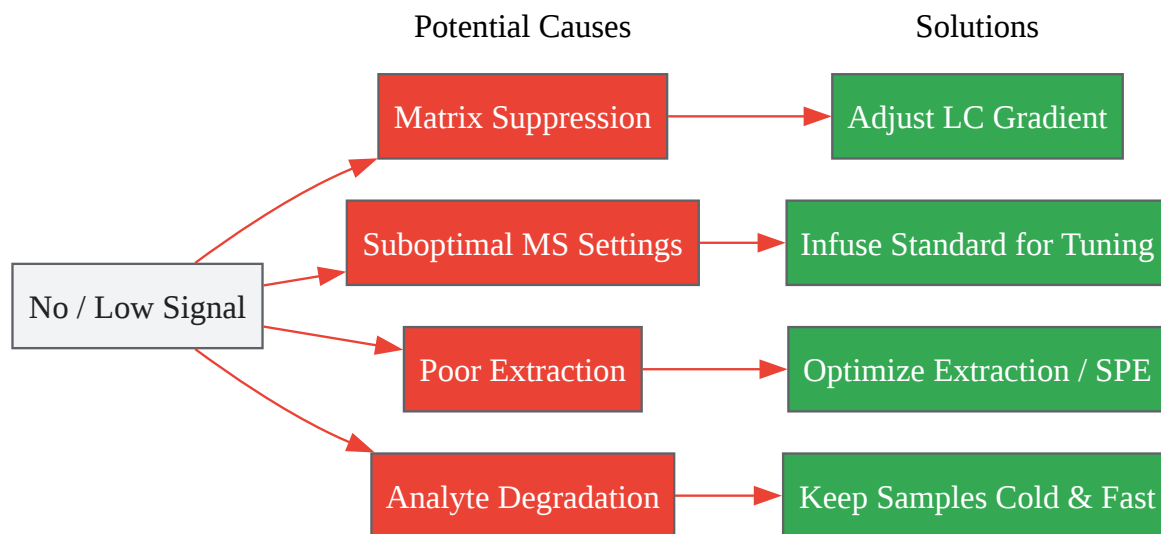 Potential Causes
Solutions
Matrix Suppression
Adjust LC Gradient
Suboptimal MS Settings
Infuse Standard for Tuning
No / Low Signal
Poor Extraction
Optimize Extraction / SPE
Analyte Degradation
Keep Samples Cold & Fast